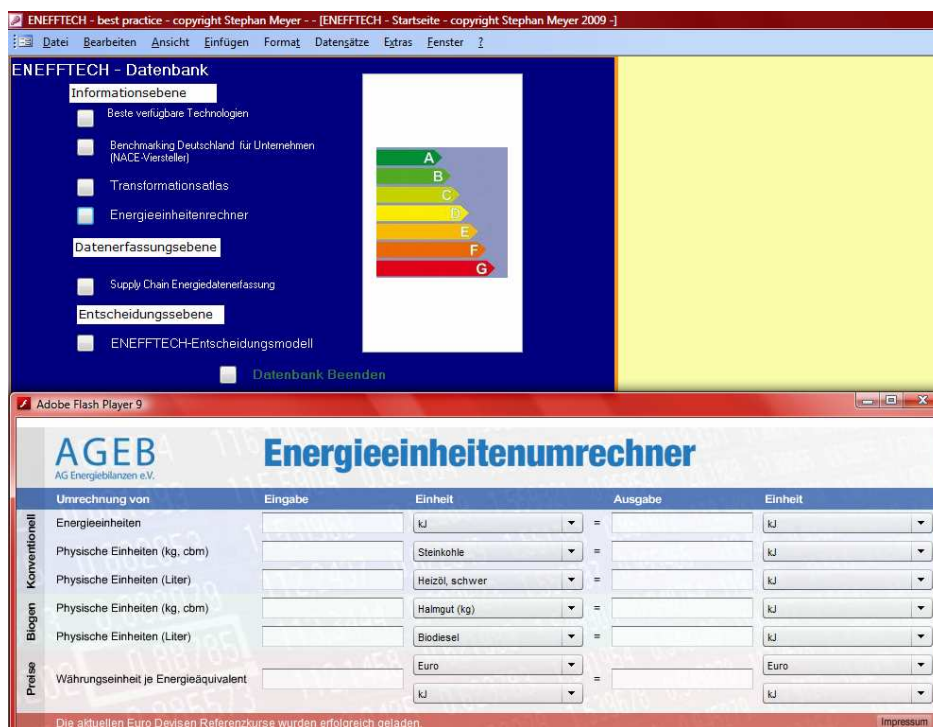 ENEFFTECH - best practice - copyright Stephan Meyer - - [ENEFFTECH - Startseite - copyright Stephan Meyer 2009 -]
Datei Bearbeiten Ansicht Einfügen Format Datensätze Extras Fenster ?
ENEFFTECH - Datenbank
Informationsebene
Beste verfügbare Technologien
Benchmarking Deutschland für Unternehmen
(NACE-Viersteller)
Transformationsatlas
Energieeinheitenrechner
Datenerfassungsebene
Supply Chain Energiedatenerfassung
Entscheidungssebene
ENEFFTECH-Entscheidungsmodell
Datenbank Beenden
A
B
C
D
E
F
G
Adobe Flash Player 9
AGEB
AG Energiebilanzen e.V.
Energieeinheitenumrechner
Umrechnung von Eingabe Einheit Ausgabe Einheit
Konventionell
Energieeinheiten kJ = kJ
Physische Einheiten (kg, cbm) Steinkohle = kJ
Physische Einheiten (Liter) Heizöl, schwer = kJ
Biogen
Physische Einheiten (kg, cbm) Halmgut (kg) = kJ
Physische Einheiten (Liter) Biodiesel = kJ
Preise
Währungseinheit je Energieäquivalent Euro = Euro
kJ kJ
Die aktuellen Euro Devisen Referenzkurse wurden erfolgreich geladen. Impressum